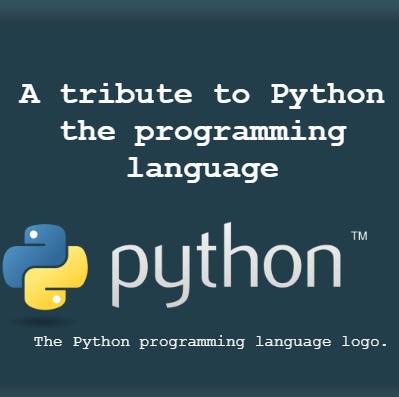 A tribute to Python
the programming
language
python™
The Python programming language logo.